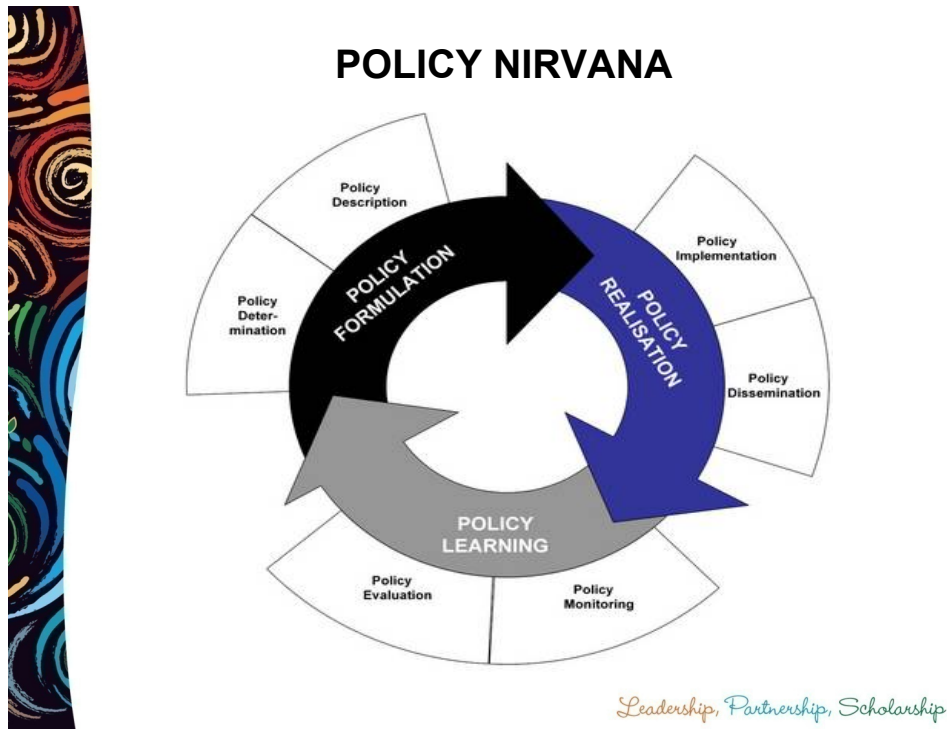 POLICY NIRVANA
Policy
Description
Policy
Deter-
mination
POLICY
FORMULATION
POLICY
REALISATION
Policy
Implementation
Policy
Dissemination
POLICY
LEARNING
Policy
Evaluation
Policy
Monitoring
Leadership, Partnership, Scholarship